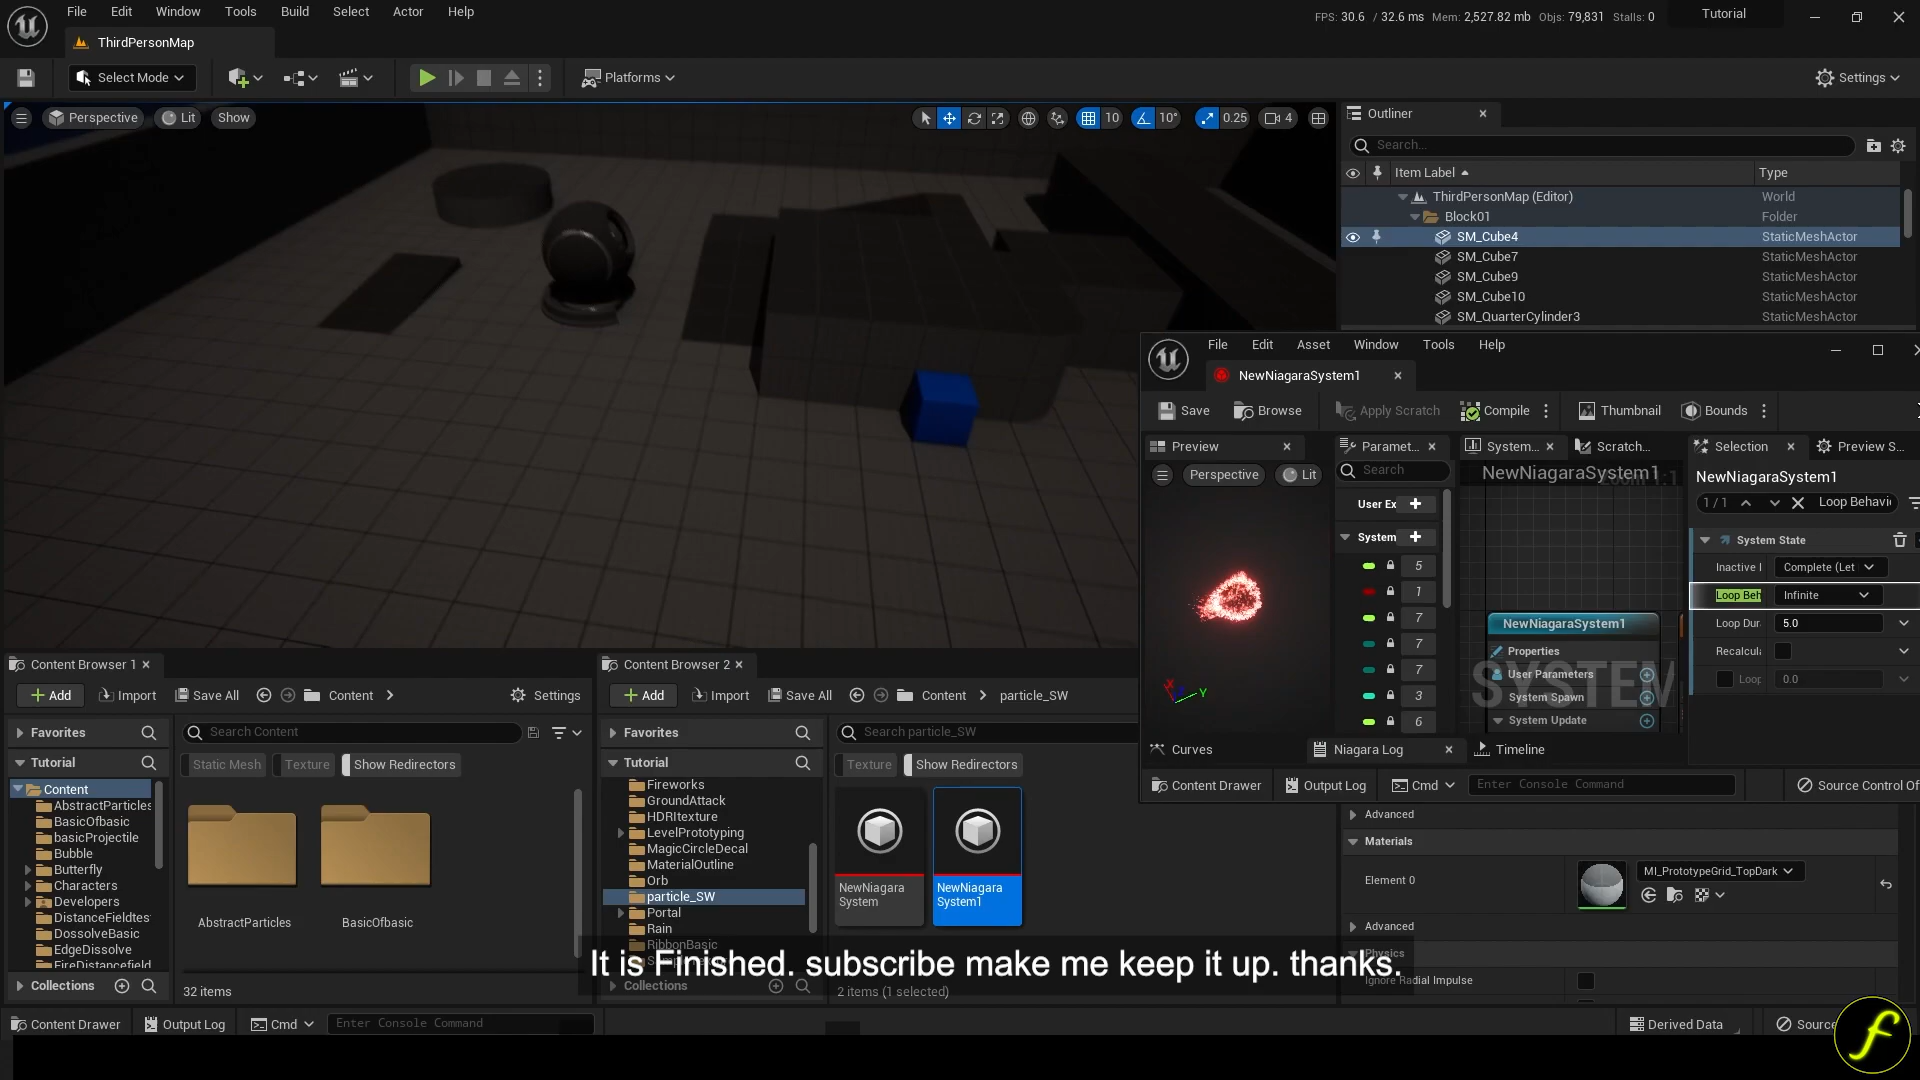 File Edit Window Tools Build Select Actor Help
FPS: 30.6 / 32.6 ms Mem: 2,527.82 mb Objs: 79,831 Stalls: 0
Tutorial
ThirdPersonMap
Select Mode
Platforms
Settings
Perspective Lit Show
10 10° 0.25 4
Outliner
Search...
Item Label Type
ThirdPersonMap (Editor) World
Block01 Folder
SM_Cube4 StaticMeshActor
SM_Cube7 StaticMeshActor
SM_Cube9 StaticMeshActor
SM_Cube10 StaticMeshActor
SM_QuarterCylinder3 StaticMeshActor
File Edit Asset Window Tools Help
NewNiagaraSystem1
Save Browse Apply Scratch Compile Thumbnail Bounds
Preview Paramet... System... Scratch... Selection Preview S...
Perspective Lit
Search
NewNiagaraSystem1
NewNiagaraSystem1
1 / 1 Loop Behavi
User Ex
System
5
1
7
7
7
3
6
X Y
NewNiagaraSystem1
Properties
User Parameters
System Spawn
System Update
SYSTEM
System State
Inactive Complete (Let
Loop Beh Infinite
Loop Dur 5.0
Recalcul
Loop 0.0
Curves Niagara Log Timeline
Content Drawer Output Log Cmd Enter Console Command Source Control Of
Content Browser 1
Add Import Save All Content Settings
Favorites
Search Content
Tutorial
Static Mesh Texture Show Redirectors
Content
AbstractParticles
BasicOfbasic
basicProjectile
Bubble
Butterfly
Characters
Developers
DistanceFieldtes
DossolveBasic
EdgeDissolve
FireDistancefield
Collections
AbstractParticles
BasicOfbasic
32 items
Content Browser 2
Add Import Save All Content particle_SW
Favorites
Search particle_SW
Tutorial
Texture Show Redirectors
Fireworks
GroundAttack
HDRItexture
LevelPrototyping
MagicCircleDecal
MaterialOutline
Orb
particle_SW
Portal
Rain
RibbonBasic
Collections
NewNiagara
System
NewNiagara
System1
2 items (1 selected)
Advanced
Materials
Element 0
MI_PrototypeGrid_TopDark
Advanced
Physics
Ignore Radial Impulse
It is Finished. subscribe make me keep it up. thanks.
Content Drawer Output Log Cmd Enter Console Command
Derived Data
Source
f